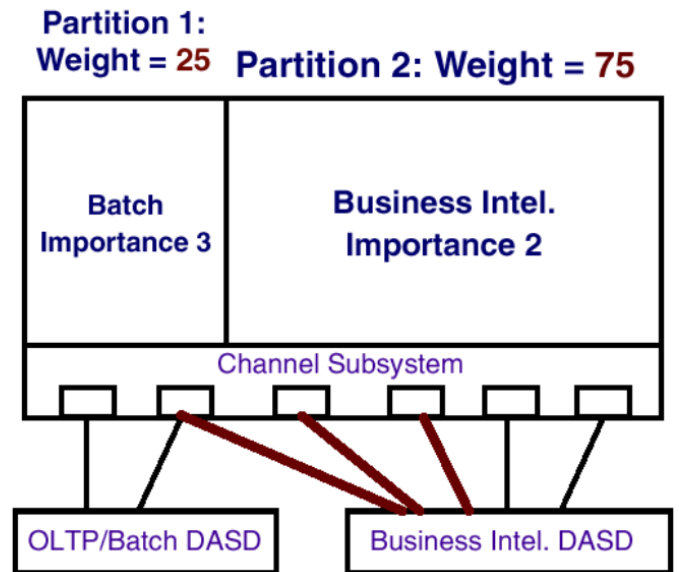 Partition 1:
Weight = 25
Partition 2: Weight = 75
Batch
Importance 3
Business Intel.
Importance 2
Channel Subsystem
OLTP/Batch DASD
Business Intel. DASD